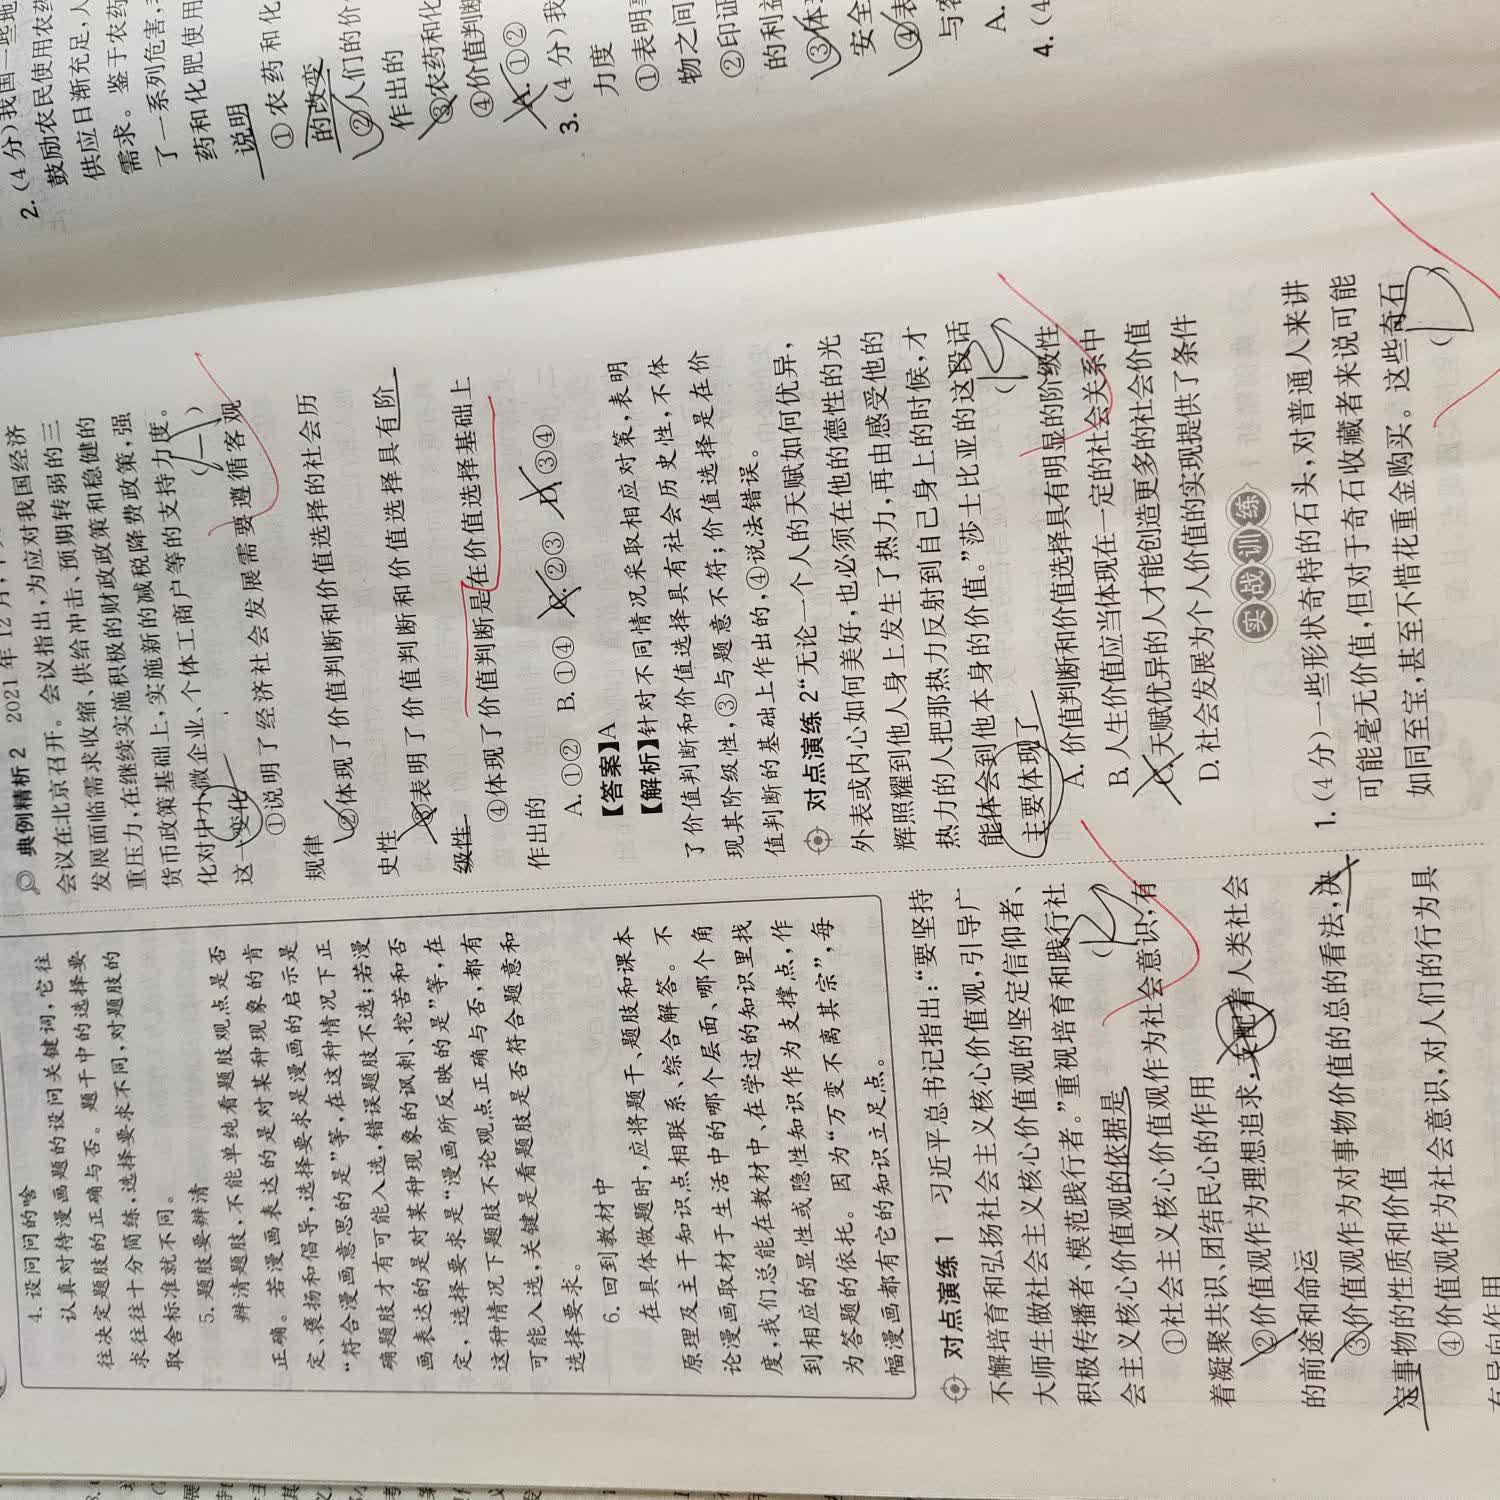 4. 设问问的啥
认真对待漫画题的设问关键词,它往
往决定题肢的正确与否。题干中的选择要
求往往十分简练,选择要求不同,对题肢的
取舍标准就不同。
5. 题肢要辨清
辨清题肢,不能单纯看题肢观点是否
正确。若漫画表达的是对某种现象的肯
定、褒扬和倡导,选择要求是漫画的启示是
“符合漫画意思的是”等,在这种情况下正
确题肢才有可能入选,错误题肢不选;若漫
画表达的是对某种现象的讽刺、挖苦和否
定,选择要求是“漫画所反映的是”等,在
这种情况下题肢不论观点正确与否,都有
可能入选,关键是看题肢是否符合题意和
选择要求。
6. 回到教材中
在具体做题时,应将题干、题肢和课本
原理及主干知识点相联系、综合解答。不
论漫画取材于生活中的哪个层面、哪个角
度,我们总能在教材中、在学过的知识里找
到相应的显性或隐性知识作为支撑点,作
为答题的依托。因为“万变不离其宗”,每
幅漫画都有它的知识立足点。
对点演练1 习近平总书记指出:“要坚持
不懈培育和弘扬社会主义核心价值观,引导广
大师生做社会主义核心价值观的坚定信仰者、
积极传播者、模范践行者。”重视培育和践行社
会主义核心价值观的依据是
①社会主义核心价值观作为社会意识,有
着凝聚共识、团结民心的作用
②价值观作为理想追求,支配着人类社会
的前途和命运
③价值观作为对事物价值的总的看法,决
定事物的性质和价值
④价值观作为社会意识,对人们的行为具
有导向作用
典例精析2 2021年12月,
会议在北京召开。会议指出,为应对我国经济
发展面临需求收缩、供给冲击、预期转弱的三
重压力,在继续实施积极的财政政策和稳健的
货币政策基础上,实施新的减税降费政策,强
化对中小微企业、个体工商户等的支持力度。
这一变化
①说明了经济社会发展需要遵循客观
规律
②体现了价值判断和价值选择的社会历
史性
③表明了价值判断和价值选择具有阶
级性
④体现了价值判断是在价值选择基础上
作出的
A.①② B.①④ C.②③ D.③④
【答案】A
【解析】针对不同情况采取相应对策,表明
了价值判断和价值选择具有社会历史性,不体
现其阶级性,③与题意不符;价值选择是在价
值判断的基础上作出的,④说法错误。
对点演练2 “无论一个人的天赋如何优异,
外表或内心如何美好,也必须在他的德性的光
辉照耀到他人身上发生了热力,再由感受他的
热力的人把那热力反射到自己身上的时候,才
能体会到他本身的价值。”莎士比亚的这段话
主要体现了
A. 价值判断和价值选择具有明显的阶级性
B. 人生价值应当体现在一定的社会关系中
C. 天赋优异的人才能创造更多的社会价值
D. 社会发展为个人价值的实现提供了条件
实战训练
1.(4分)一些形状奇特的石头,对普通人来讲
可能毫无价值,但对于奇石收藏者来说可能
如同至宝,甚至不惜花重金购买。这些奇石
2.(4分)我国一些地
鼓励农民使用农药
供应日渐充足,人
需求。鉴于农药
了一系列危害,
药和化肥使用
说明
①农药和化
的改变
②人们的价
作出的
③农药和化
④价值判断
A.①②
3.(4分)我
力度
①表明
物之间
②印证
的利益
③体
安全
④表
与客
A.
4.(4